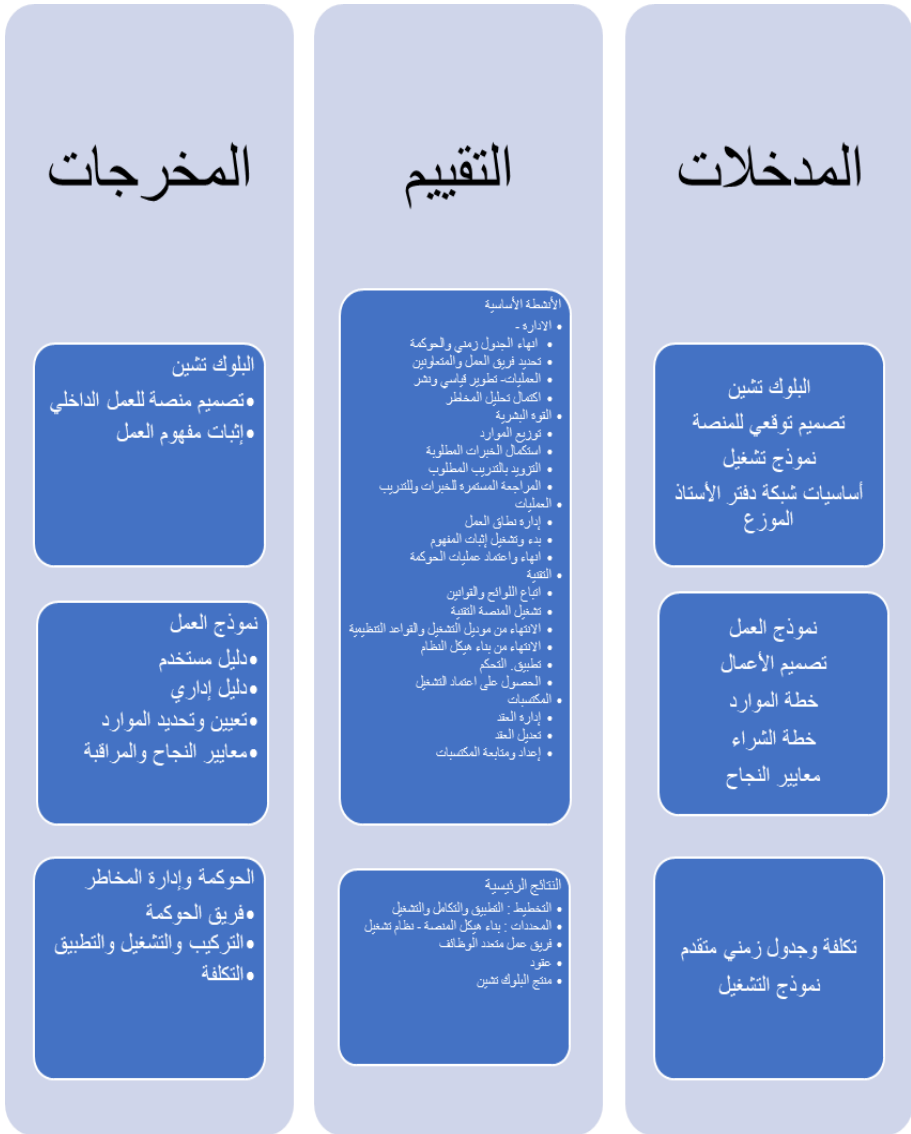 المدخلات
البلوك تشين
تصميم توقعي للمنصة
نموذج تشغيل
أساسيات شبكة دفتر الأستاذ
الموزع
نموذج العمل
تصميم الأعمال
خطة الموارد
خطة الشراء
معايير النجاح
تكلفة وجدول زمني متقدم
نموذج التشغيل
التقييم
الأنشطة الأساسية
• الادارة -
• انهاء الجدول زمني والحوكمة
• تحديد فريق العمل والمتعاونين
• العمليات- تطوير قياسي ونشر
• اكتمال تحليل المخاطر
• القوة البشرية
• توزيع الموارد
• استكمال الخبرات المطلوبة
• التزويد بالتدريب المطلوب
• المراجعة المستمرة للخبرات وللتدريب
• العمليات
• إدارة نطاق العمل
• بدء وتشغيل إثبات المفهوم
• انهاء واعتماد عمليات الحوكمة
• التقنية
• اتباع اللوائح والقوانين
• تشغيل المنصة التقنية
• الانتهاء من موديل التشغيل والقواعد التنظيمية
• الانتهاء من بناء هيكل النظام
• تطبيق. التحكم
• الحصول على اعتماد التشغيل
• المكتسبات
• إدارة العقد
• تعديل العقد
• إعداد ومتابعة المكتسبات
النتائج الرئيسية
• التخطيط : التطبيق والتكامل والتشغيل
• المحددات : بناء هيكل المنصة - نظام تشغيل
• فريق عمل متعدد الوظائف
• عقود
• منتج البلوك تشين
المخرجات
البلوك تشين
•تصميم منصة للعمل الداخلي
•إثبات مفهوم العمل
نموذج العمل
•دليل مستخدم
•دليل إداري
•تعيين وتحديد الموارد
•معايير النجاح والمراقبة
الحوكمة وإدارة المخاطر
•فريق الحوكمة
•التركيب والتشغيل والتطبيق
•التكلفة